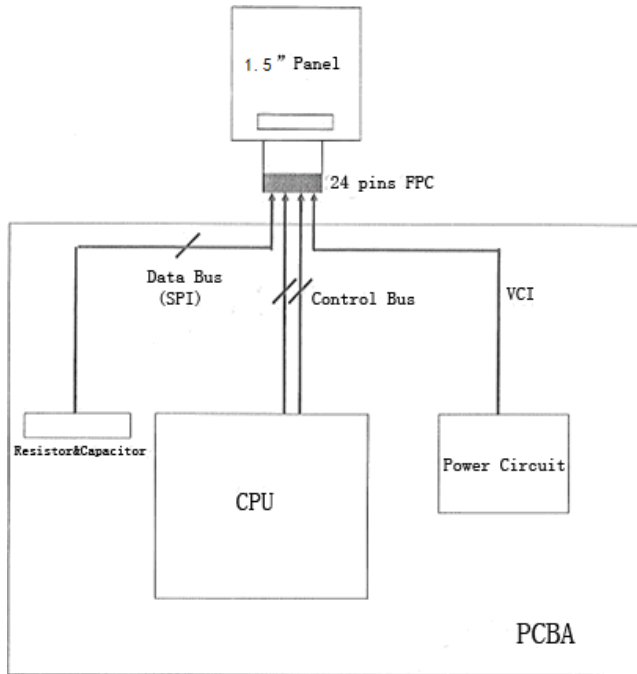 1.5” Panel
24 pins FPC
Data Bus
(SPI)
Control Bus
VCI
Resistor&Capacitor
CPU
Power Circuit
PCBA